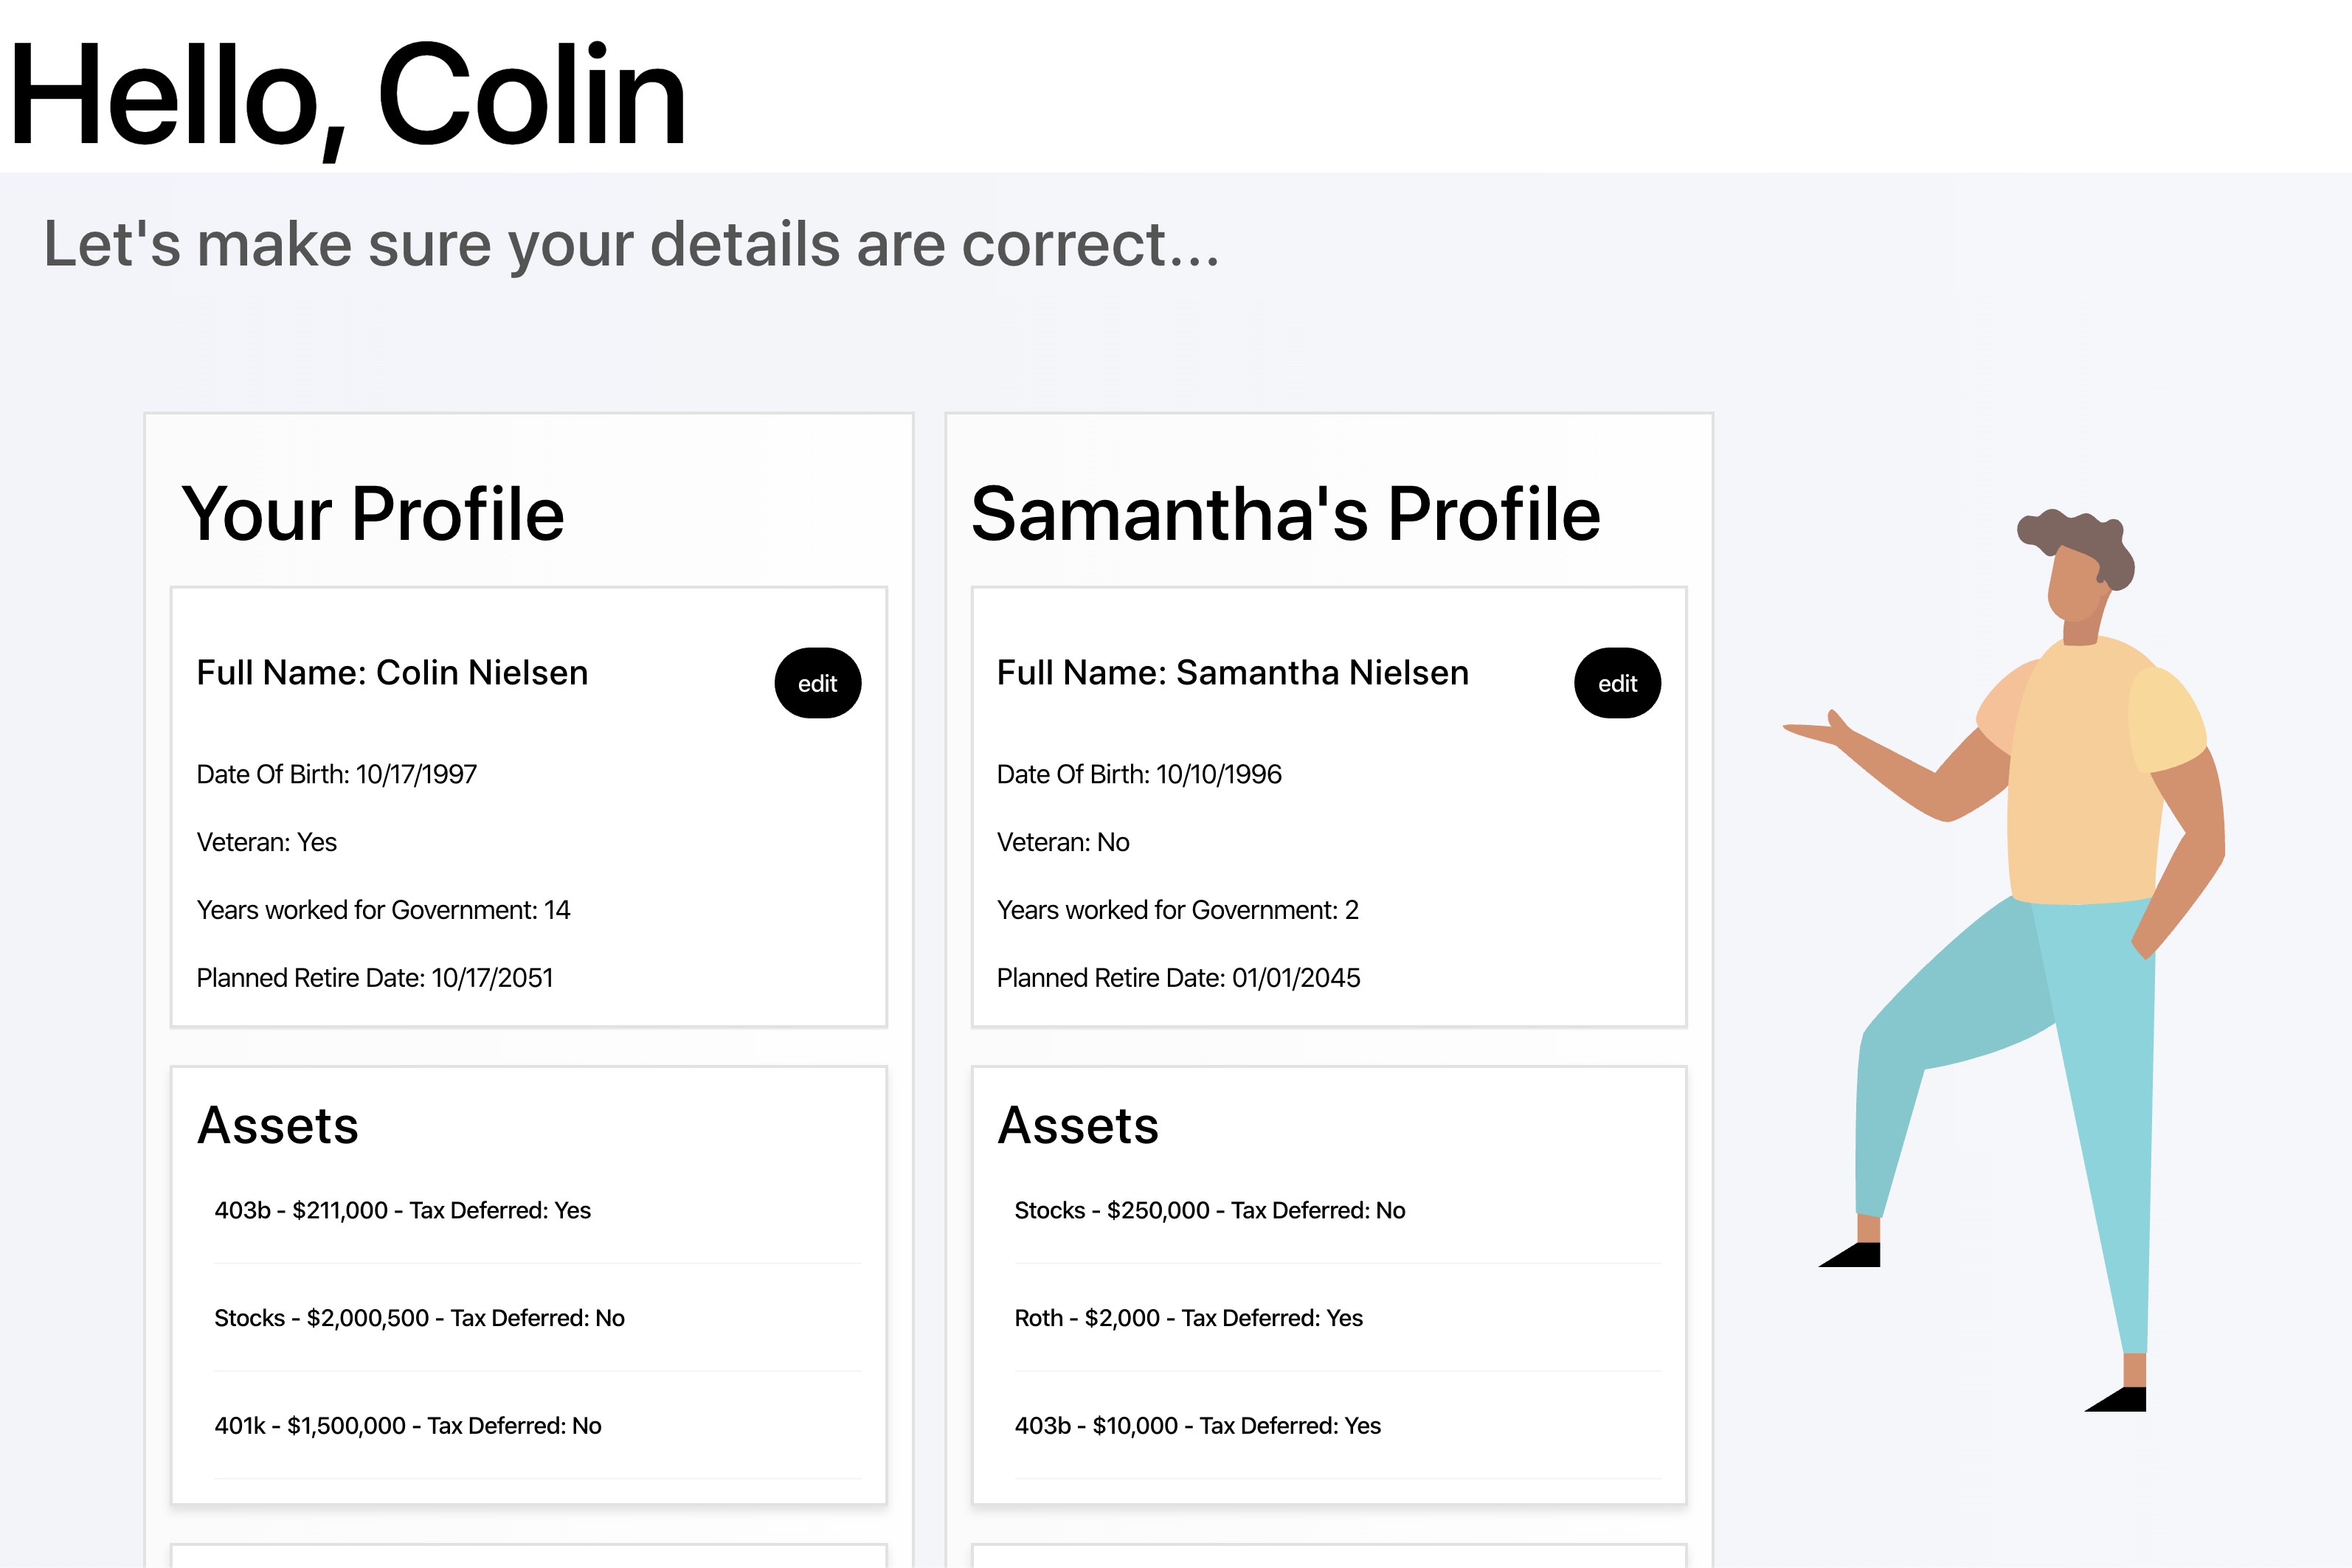 Hello, Colin
Let's make sure your details are correct...
Your Profile
Full Name: Colin Nielsen
edit
Date Of Birth: 10/17/1997
Veteran: Yes
Years worked for Government: 14
Planned Retire Date: 10/17/2051
Assets
403b - $211,000 - Tax Deferred: Yes
Stocks - $2,000,500 - Tax Deferred: No
401k - $1,500,000 - Tax Deferred: No
Samantha's Profile
Full Name: Samantha Nielsen
edit
Date Of Birth: 10/10/1996
Veteran: No
Years worked for Government: 2
Planned Retire Date: 01/01/2045
Assets
Stocks - $250,000 - Tax Deferred: No
Roth - $2,000 - Tax Deferred: Yes
403b - $10,000 - Tax Deferred: Yes